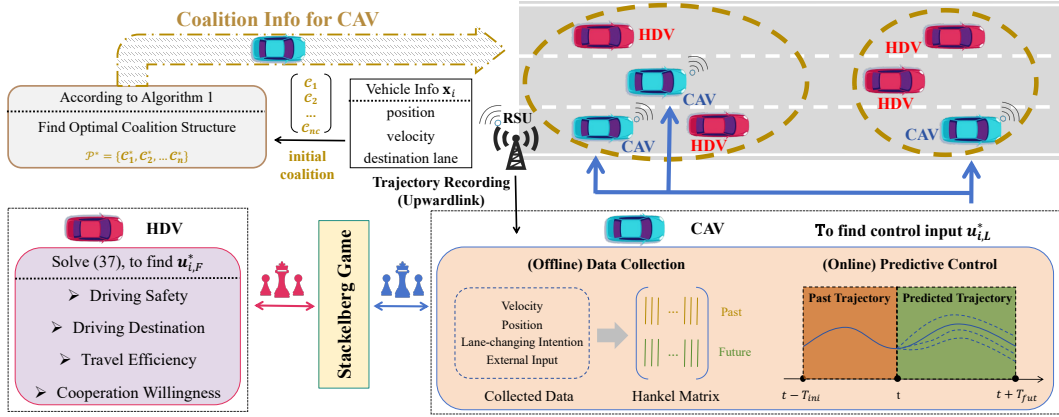 Coalition Info for CAV
According to Algorithm 1
Find Optimal Coalition Structure
𝒫* = {𝒞₁*, 𝒞₂*, … 𝒞ₙ*}
𝒞₁
𝒞₂
...
𝒞ₙ𝒸
initial
coalition
Vehicle Info 𝐱ᵢ
position
velocity
destination lane
RSU
Trajectory Recording
(Upwardlink)
HDV
CAV
CAV
HDV
HDV
HDV
CAV
HDV
Solve (37), to find 𝒖*ᵢ,F
➢ Driving Safety
➢ Driving Destination
➢ Travel Efficiency
➢ Cooperation Willingness
Stackelberg Game
CAV
To find control input 𝒖*ᵢ,L
(Offline) Data Collection
Velocity
Position
Lane-changing Intention
External Input
Collected Data
...
...
Past
Future
Hankel Matrix
(Online) Predictive Control
Past Trajectory
Predicted Trajectory
t − T_ini
t
t + T_fut